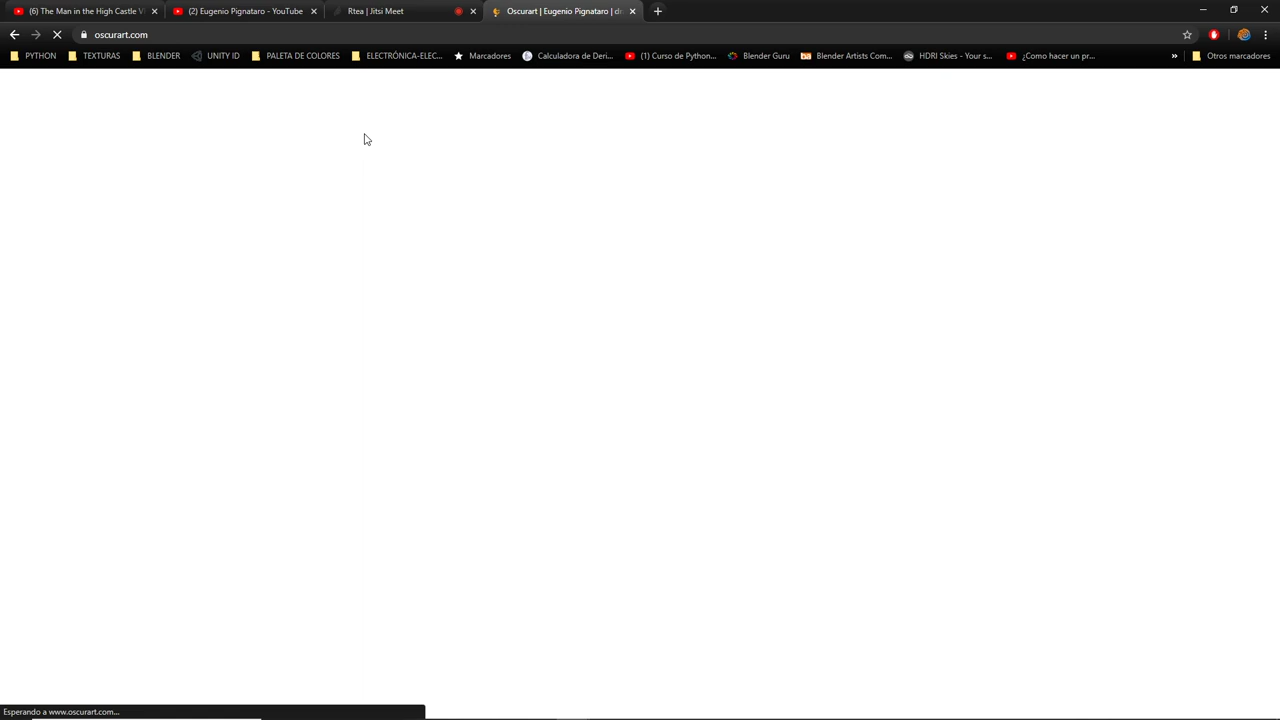 (6) The Man in the High Castle Vi
(2) Eugenio Pignataro - YouTube
Rtea | Jitsi Meet
Oscurart | Eugenio Pignataro | dr
oscurart.com
PYTHON
TEXTURAS
BLENDER
UNITY ID
PALETA DE COLORES
ELECTRÓNICA-ELEC...
Marcadores
Calculadora de Deri...
(1) Curso de Python...
Blender Guru
Blender Artists Com...
HDRI Skies - Your s...
¿Como hacer un pr...
»
Otros marcadores
Esperando a www.oscurart.com...